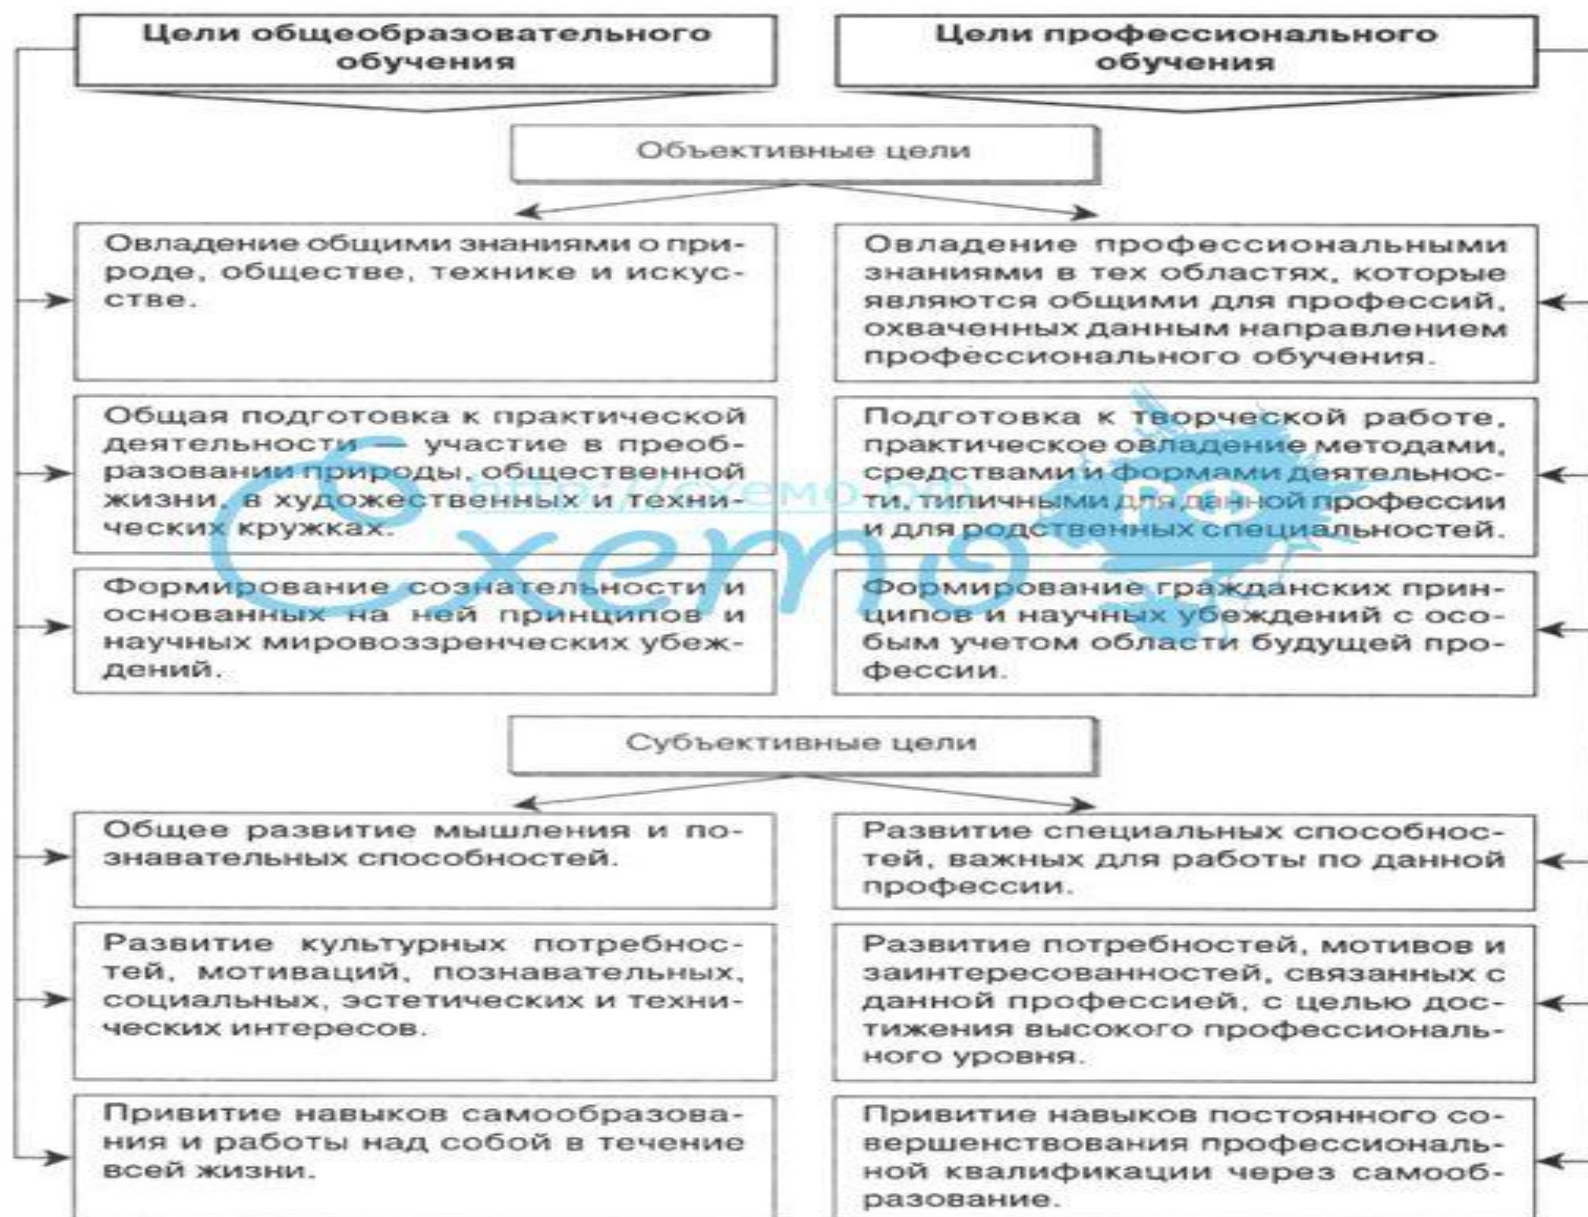 Цели общеобразовательного
обучения
Цели профессионального
обучения
Объективные цели
Овладение общими знаниями о при-
роде, обществе, технике и искус-
стве.
Овладение профессиональными
знаниями в тех областях, которые
являются общими для профессий,
охваченных данным направлением
профессионального обучения.
Общая подготовка к практической
деятельности — участие в преоб-
разовании природы, общественной
жизни, в художественных и техни-
ческих кружках.
Подготовка к творческой работе,
практическое овладение методами,
средствами и формами деятельнос-
ти, типичными для данной профессии
и для родственных специальностей.
Формирование сознательности и
основанных на ней принципов и
научных мировоззренческих убеж-
дений.
Формирование гражданских прин-
ципов и научных убеждений с осо-
бым учетом области будущей про-
фессии.
Схемо
Субъективные цели
Общее развитие мышления и по-
знавательных способностей.
Развитие специальных способнос-
тей, важных для работы по данной
профессии.
Развитие культурных потребнос-
тей, мотиваций, познавательных,
социальных, эстетических и техни-
ческих интересов.
Развитие потребностей, мотивов и
заинтересованностей, связанных с
данной профессией, с целью дос-
тижения высокого профессиональ-
ного уровня.
Привитие навыков самообразова-
ния и работы над собой в течение
всей жизни.
Привитие навыков постоянного со-
вершенствования профессиональ-
ной квалификации через самооб-
разование.